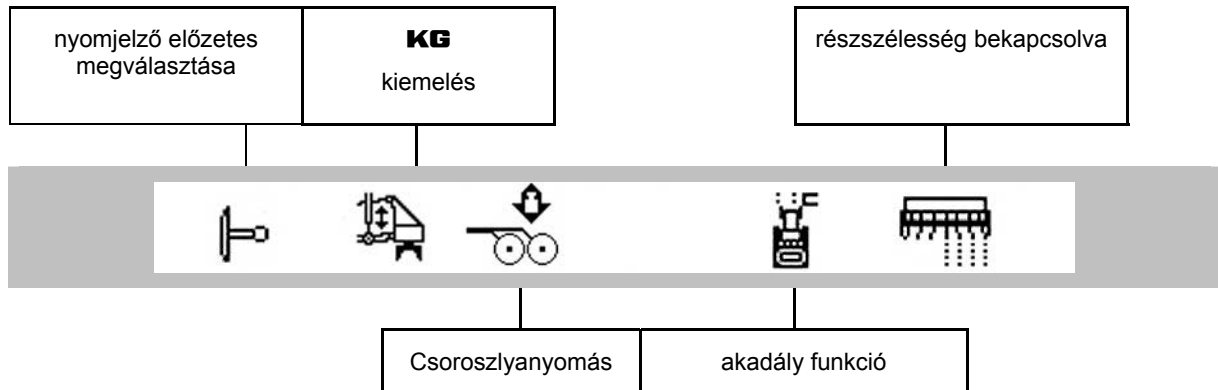 nyomjelző előzetes
megválasztása
KG
kiemelés
részszélesség bekapcsolva
Csoroszlyanyomás
akadály funkció